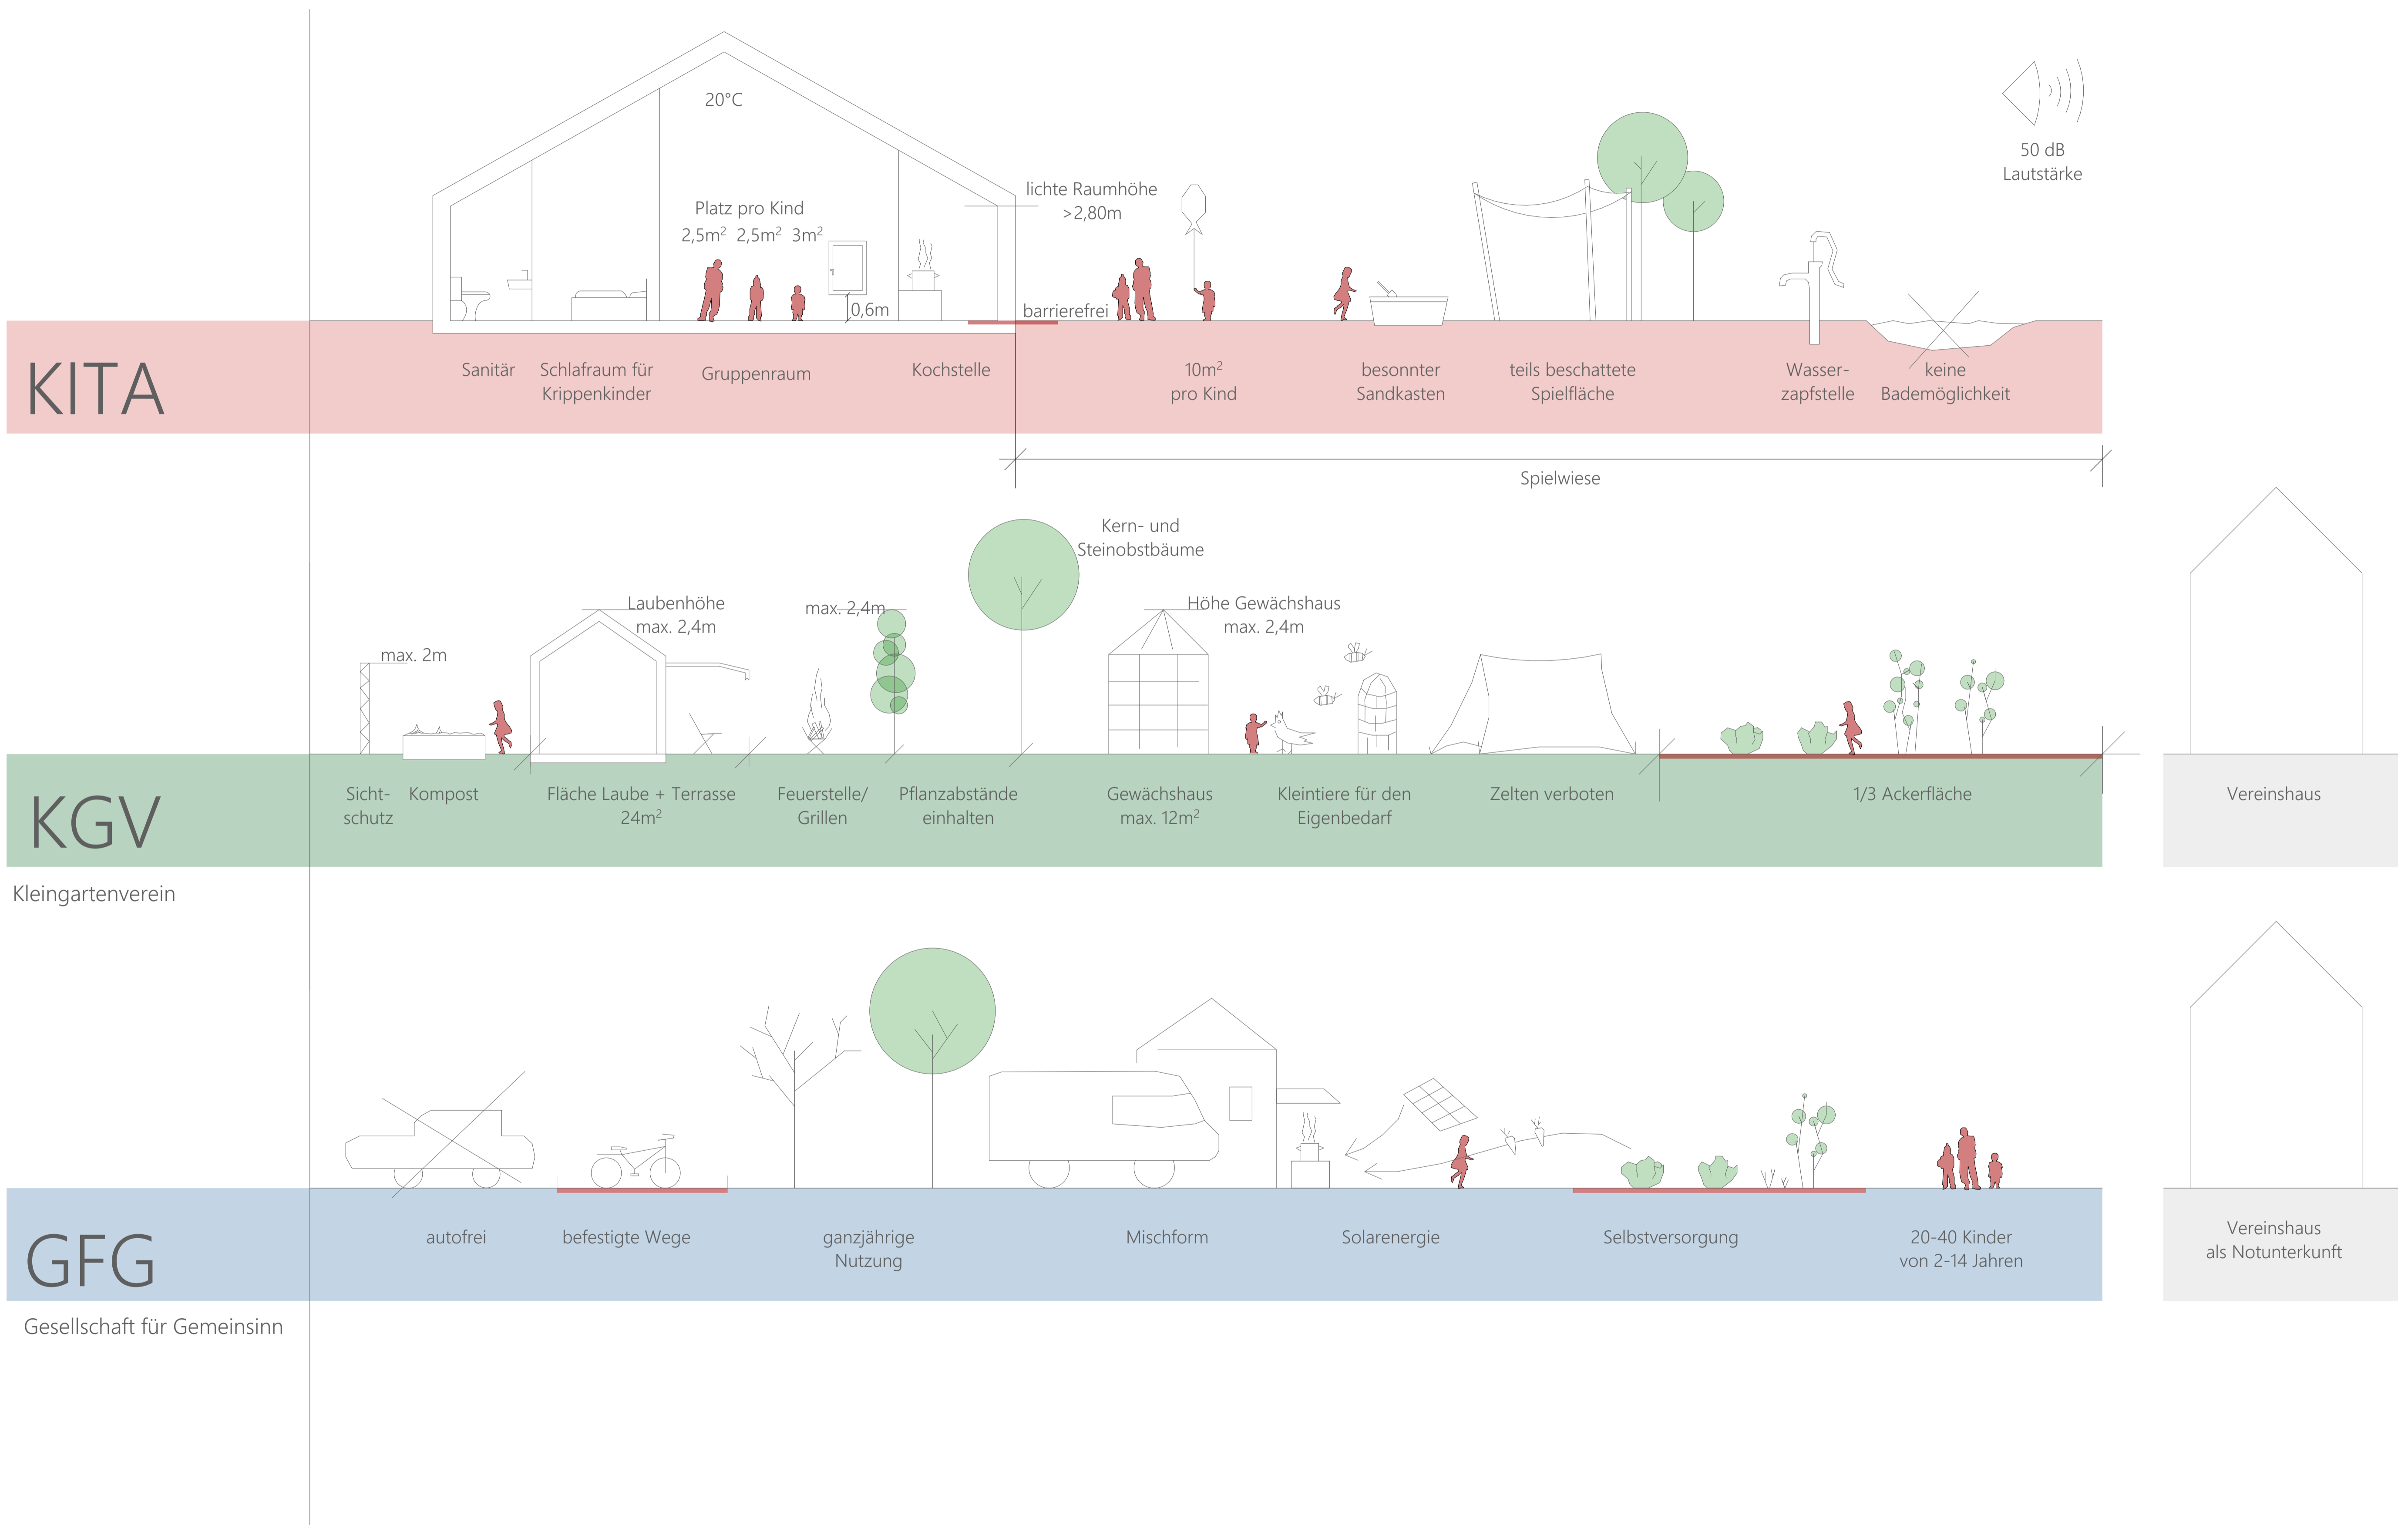 20°C
50 dB
Lautstärke
lichte Raumhöhe
>2,80m
Platz pro Kind
2,5m² 2,5m² 3m²
0,6m
barrierefrei
KITA
Sanitär
Schlafraum für
Krippenkinder
Gruppenraum
Kochstelle
10m²
pro Kind
besonnter
Sandkasten
teils beschattete
Spielfläche
Wasser-
zapfstelle
keine
Bademöglichkeit
Spielwiese
Kern- und
Steinobstbäume
max. 2m
Laubenhöhe
max. 2,4m
max. 2,4m
Höhe Gewächshaus
max. 2,4m
KGV
Sicht-
schutz
Kompost
Fläche Laube + Terrasse
24m²
Feuerstelle/
Grillen
Pflanzabstände
einhalten
Gewächshaus
max. 12m²
Kleintiere für den
Eigenbedarf
Zelten verboten
1/3 Ackerfläche
Vereinshaus
Kleingartenverein
GFG
autofrei
befestigte Wege
ganzjährige
Nutzung
Mischform
Solarenergie
Selbstversorgung
20-40 Kinder
von 2-14 Jahren
Vereinshaus
als Notunterkunft
Gesellschaft für Gemeinsinn